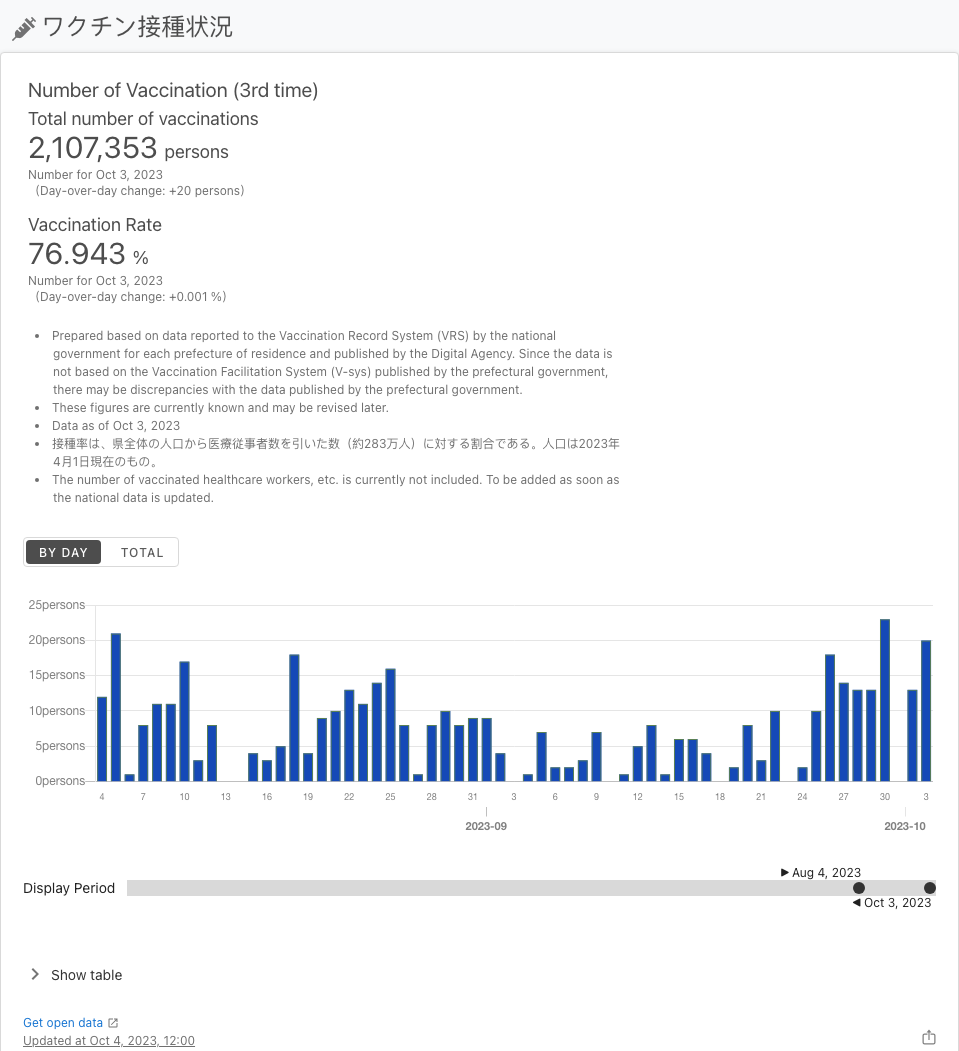 ワクチン接種状況
Number of Vaccination (3rd time)
Total number of vaccinations
2,107,353 persons
Number for Oct 3, 2023
(Day-over-day change: +20 persons)
Vaccination Rate
76.943 %
Number for Oct 3, 2023
(Day-over-day change: +0.001 %)
• Prepared based on data reported to the Vaccination Record System (VRS) by the national
government for each prefecture of residence and published by the Digital Agency. Since the data is
not based on the Vaccination Facilitation System (V-sys) published by the prefectural government,
there may be discrepancies with the data published by the prefectural government.
• These figures are currently known and may be revised later.
• Data as of Oct 3, 2023
• 接種率は、県全体の人口から医療従事者数を引いた数（約283万人）に対する割合である。人口は2023年
4月1日現在のもの。
• The number of vaccinated healthcare workers, etc. is currently not included. To be added as soon as
the national data is updated.
BY DAY TOTAL
25persons
20persons
15persons
10persons
5persons
0persons
4 7 10 13 16 19 22 25 28 31 3 6 9 12 15 18 21 24 27 30 3
2023-09 2023-10
▶ Aug 4, 2023
Display Period
◀ Oct 3, 2023
Show table
Get open data
Updated at Oct 4, 2023, 12:00